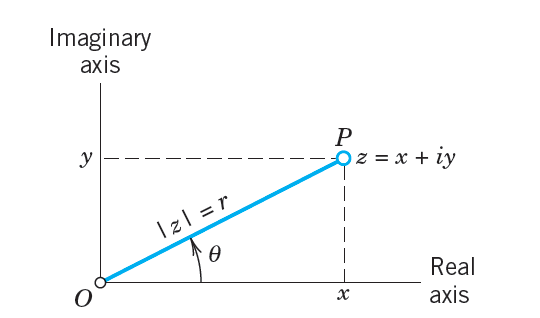 Imaginary
axis
P
y
z = x + iy
|z| = r
θ
Real
axis
O
x